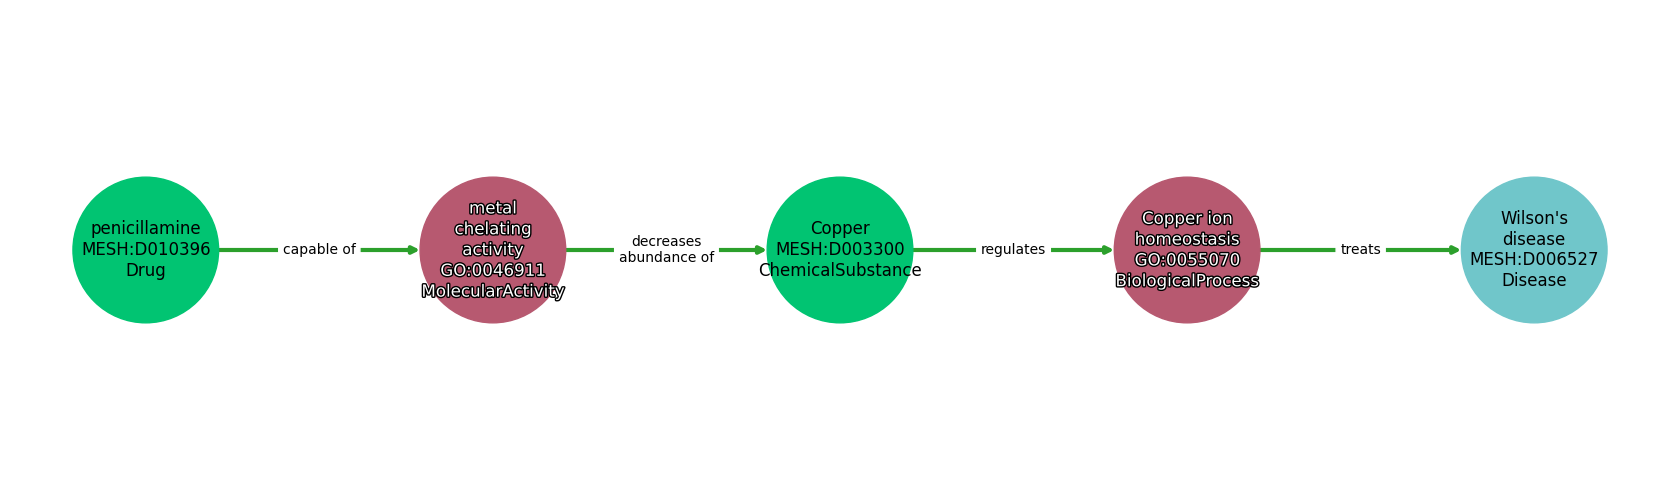 penicillamine
MESH:D010396
Drug
capable of
metal
chelating
activity
GO:0046911
MolecularActivity
decreases
abundance of
Copper
MESH:D003300
ChemicalSubstance
regulates
Copper ion
homeostasis
GO:0055070
BiologicalProcess
treats
Wilson's
disease
MESH:D006527
Disease